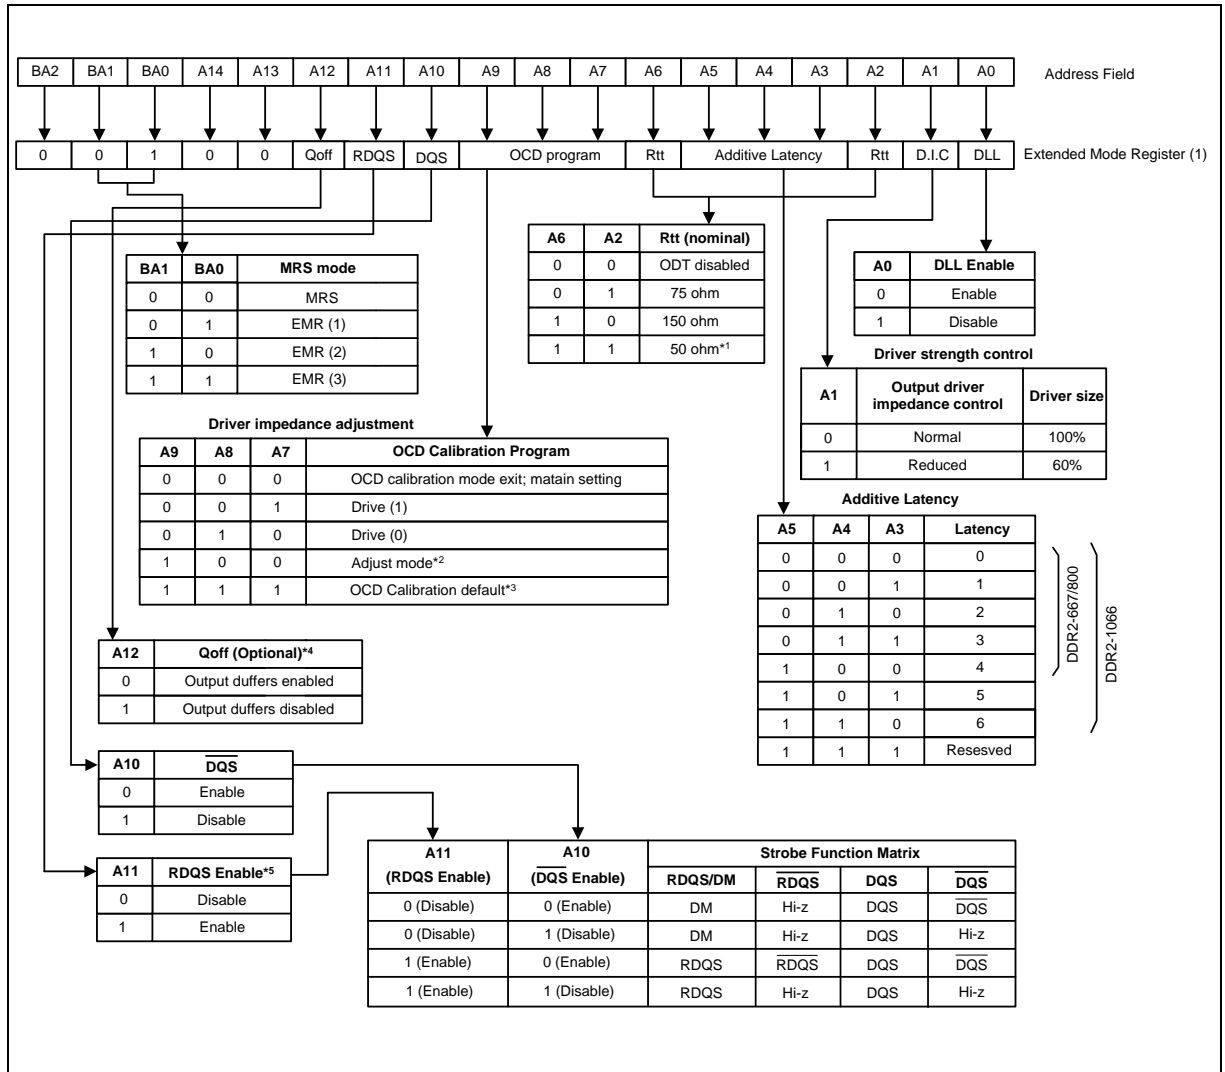 BA2 BA1 BA0 A14 A13 A12 A11 A10 A9 A8 A7 A6 A5 A4 A3 A2 A1 A0 Address Field
0 0 1 0 0 Qoff RDQS DQS OCD program Rtt Additive Latency Rtt D.I.C DLL Extended Mode Register (1)
BA1 BA0 MRS mode
0 0 MRS
0 1 EMR (1)
1 0 EMR (2)
1 1 EMR (3)
A6 A2 Rtt (nominal)
0 0 ODT disabled
0 1 75 ohm
1 0 150 ohm
1 1 50 ohm*1
A0 DLL Enable
0 Enable
1 Disable
Driver strength control
A1 Output driver impedance control Driver size
0 Normal 100%
1 Reduced 60%
Driver impedance adjustment
A9 A8 A7 OCD Calibration Program
0 0 0 OCD calibration mode exit; matain setting
0 0 1 Drive (1)
0 1 0 Drive (0)
1 0 0 Adjust mode*2
1 1 1 OCD Calibration default*3
Additive Latency
A5 A4 A3 Latency
0 0 0 0
0 0 1 1
0 1 0 2
0 1 1 3
1 0 0 4
1 0 1 5
1 1 0 6
1 1 1 Resesved
DDR2-667/800
DDR2-1066
A12 Qoff (Optional)*4
0 Output duffers enabled
1 Output duffers disabled
A10 D̅Q̅S̅
0 Enable
1 Disable
A11 RDQS Enable*5
0 Disable
1 Enable
A11 (RDQS Enable) A10 (D̅Q̅S̅ Enable) Strobe Function Matrix
RDQS/DM R̅D̅Q̅S̅ DQS D̅Q̅S̅
0 (Disable) 0 (Enable) DM Hi-z DQS D̅Q̅S̅
0 (Disable) 1 (Disable) DM Hi-z DQS Hi-z
1 (Enable) 0 (Enable) RDQS R̅D̅Q̅S̅ DQS D̅Q̅S̅
1 (Enable) 1 (Disable) RDQS Hi-z DQS Hi-z